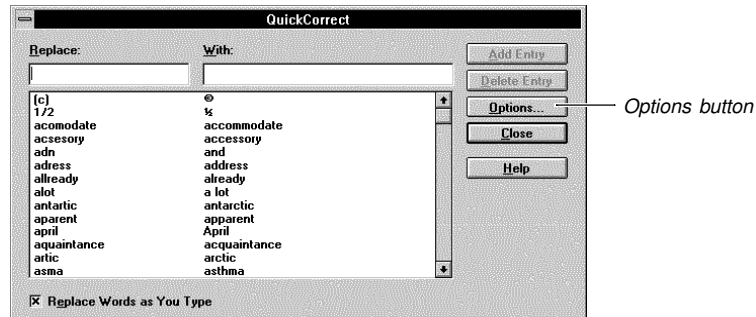 QuickCorrect
Replace: With:
Add Entry
Delete Entry
Options...
Options button
Close
Help
(c) ©
1/2 ½
acomodate accommodate
acsesory accessory
adn and
adress address
allready already
alot a lot
antartic antarctic
aparent apparent
april April
aquaintance acquaintance
artic arctic
asma asthma
Replace Words as You Type